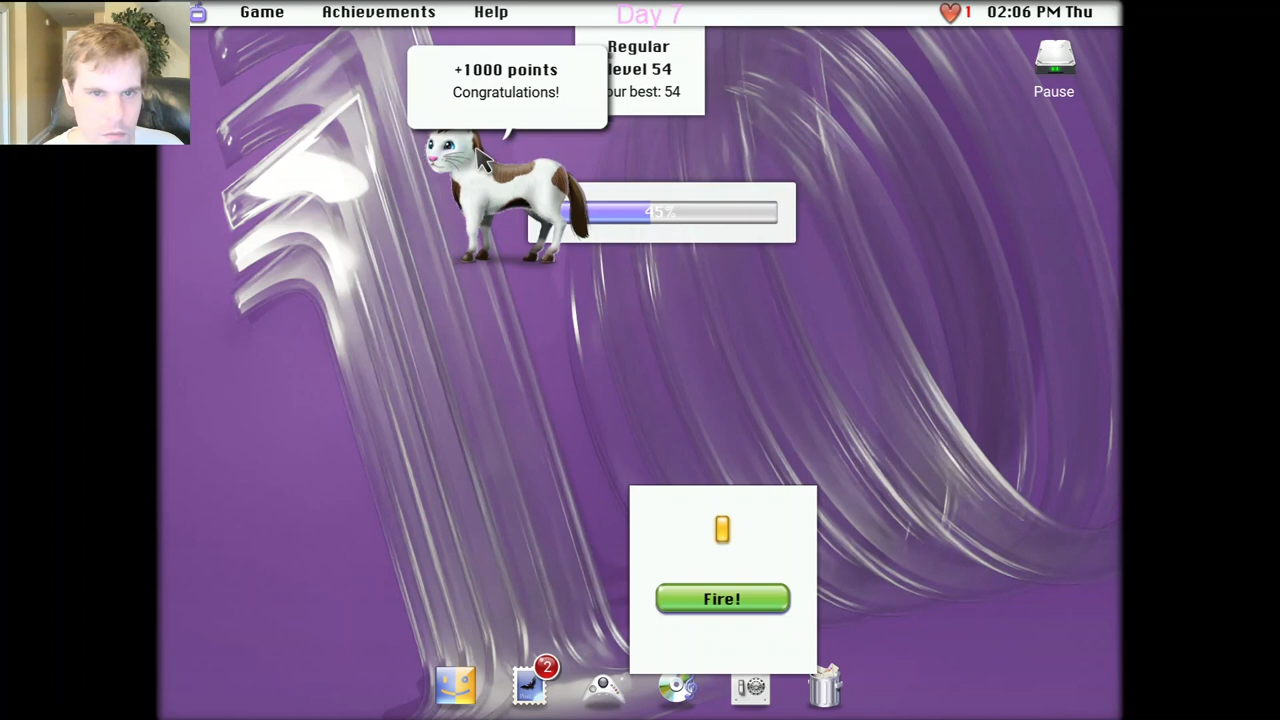 Game Achievements Help Day 7 1 02:06 PM Thu
Regular
level 54
our best: 54
+1000 points
Congratulations!
Pause
45%
Fire!
2